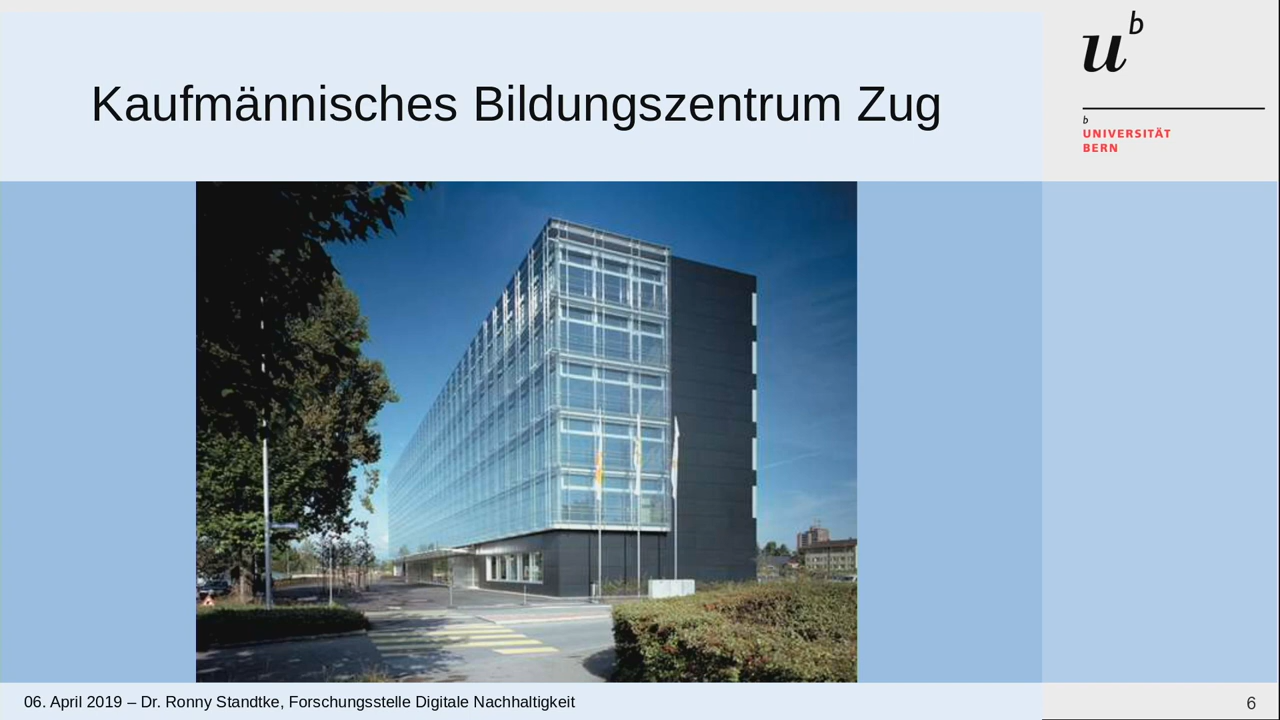 Kaufmännisches Bildungszentrum Zug
u
b
b
UNIVERSITÄT
BERN
06. April 2019 – Dr. Ronny Standtke, Forschungsstelle Digitale Nachhaltigkeit
6